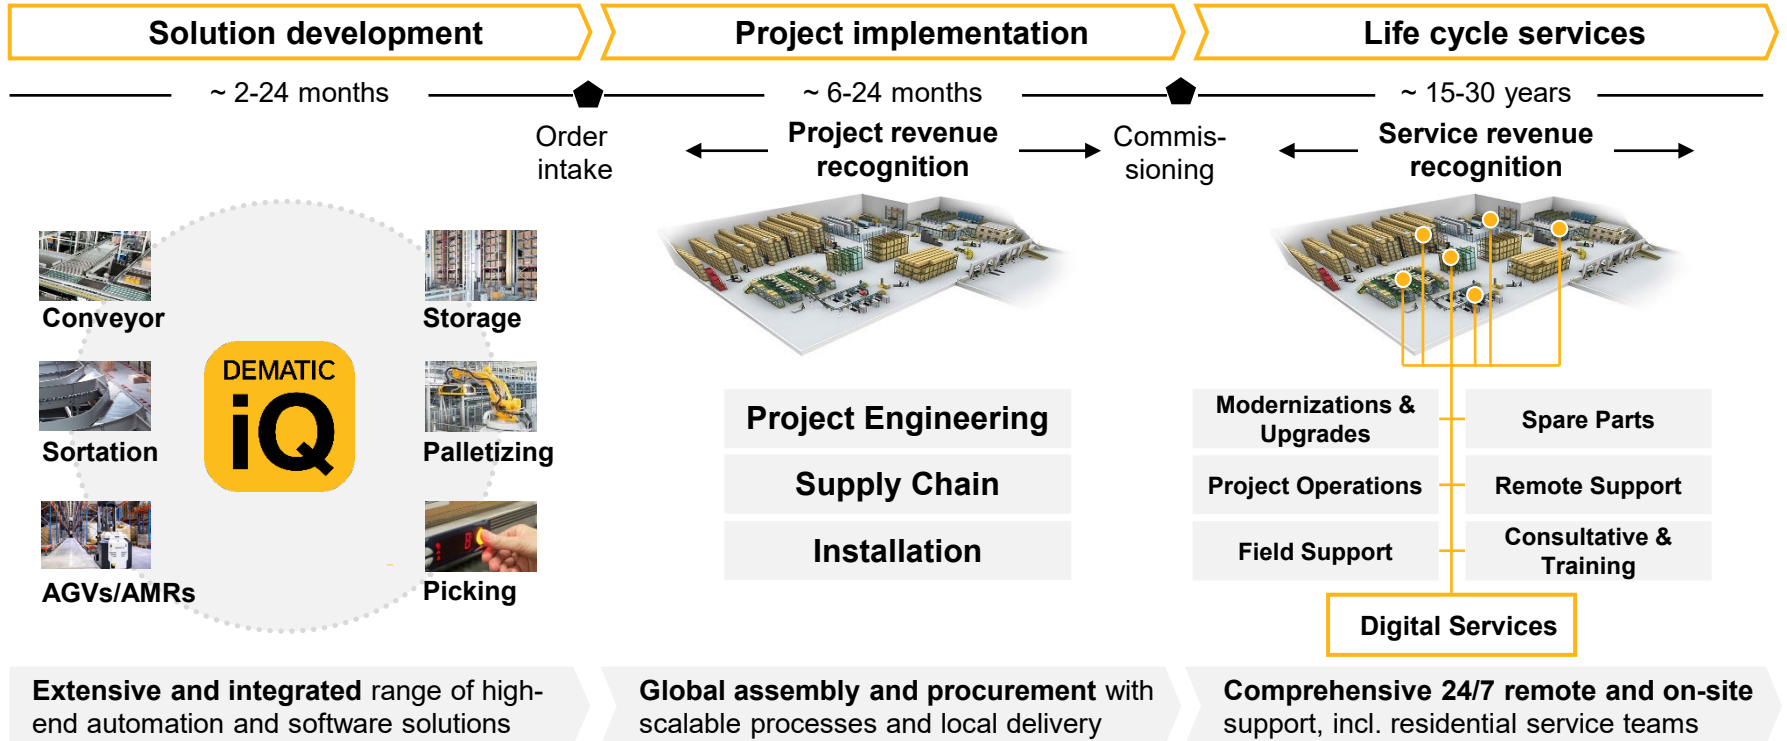 Solution development
Project implementation
Life cycle services
~ 2-24 months
~ 6-24 months
~ 15-30 years
Order
intake
Project revenue
recognition
Commis-
sioning
Service revenue
recognition
Conveyor
Storage
DEMATIC
iQ
Sortation
Palletizing
AGVs/AMRs
Picking
Project Engineering
Supply Chain
Installation
Modernizations &
Upgrades
Spare Parts
Project Operations
Remote Support
Field Support
Consultative &
Training
Digital Services
Extensive and integrated range of high-
end automation and software solutions
Global assembly and procurement with
scalable processes and local delivery
Comprehensive 24/7 remote and on-site
support, incl. residential service teams